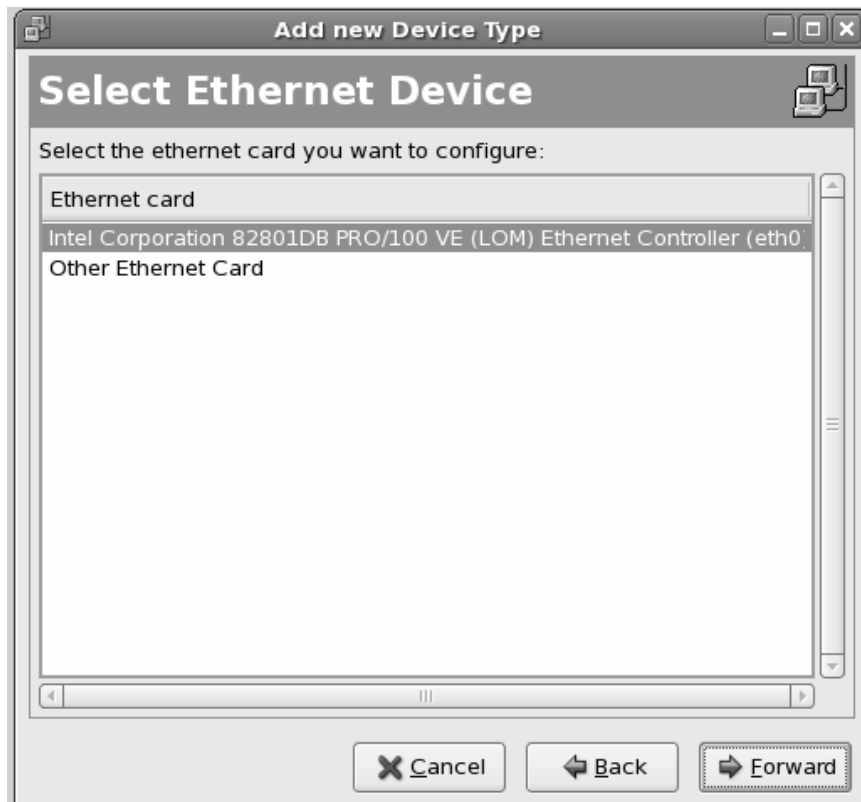 Add new Device Type
Select Ethernet Device
Select the ethernet card you want to configure:
Ethernet card
Intel Corporation 82801DB PRO/100 VE (LOM) Ethernet Controller (eth0)
Other Ethernet Card
Cancel
Back
Forward